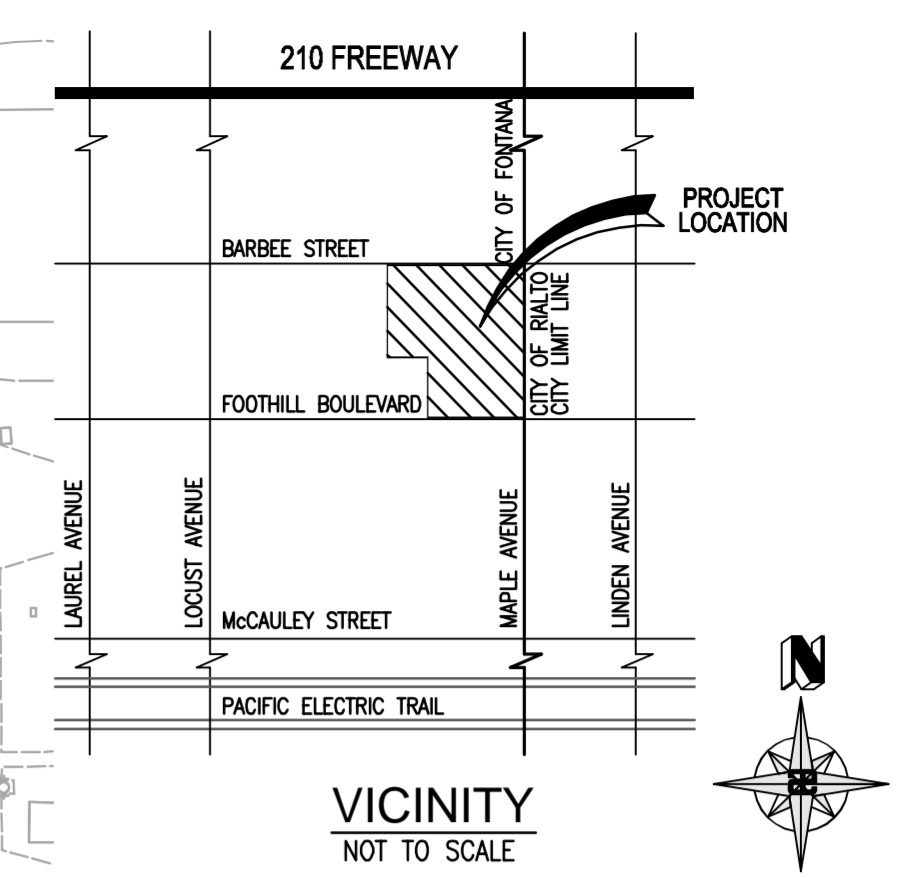 210 FREEWAY
CITY OF FONTANA
PROJECT
LOCATION
BARBEE STREET
CITY OF RIALTO
CITY LIMIT LINE
FOOTHILL BOULEVARD
LAUREL AVENUE
LOCUST AVENUE
MAPLE AVENUE
LINDEN AVENUE
McCAULEY STREET
PACIFIC ELECTRIC TRAIL
N
VICINITY
NOT TO SCALE